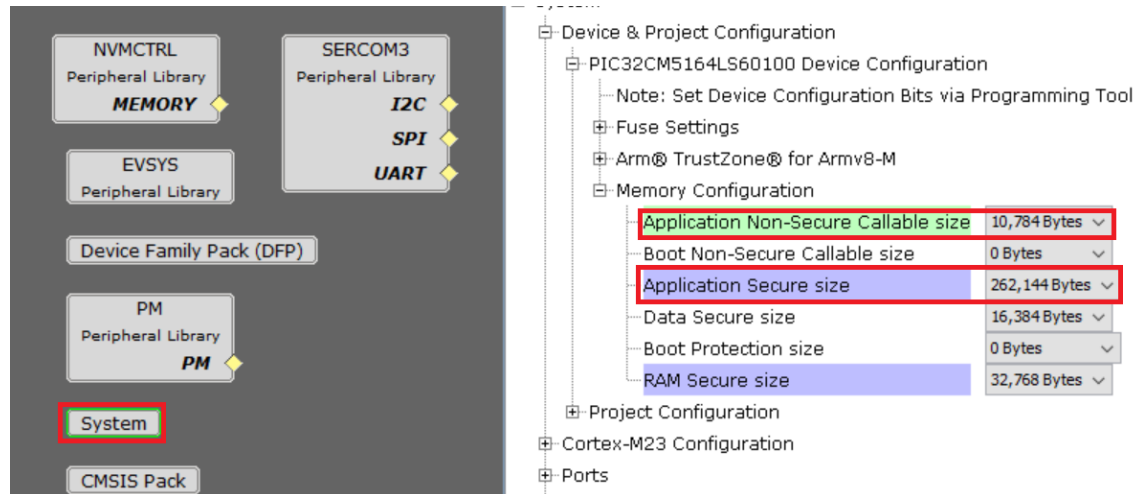 NVMCTRL
Peripheral Library
MEMORY
SERCOM3
Peripheral Library
I2C
SPI
UART
EVSYS
Peripheral Library
Device Family Pack (DFP)
PM
Peripheral Library
PM
System
CMSIS Pack
Device & Project Configuration
PIC32CM5164LS60100 Device Configuration
Note: Set Device Configuration Bits via Programming Tool
Fuse Settings
Arm® TrustZone® for Armv8-M
Memory Configuration
Application Non-Secure Callable size 10,784 Bytes
Boot Non-Secure Callable size 0 Bytes
Application Secure size 262,144 Bytes
Data Secure size 16,384 Bytes
Boot Protection size 0 Bytes
RAM Secure size 32,768 Bytes
Project Configuration
Cortex-M23 Configuration
Ports